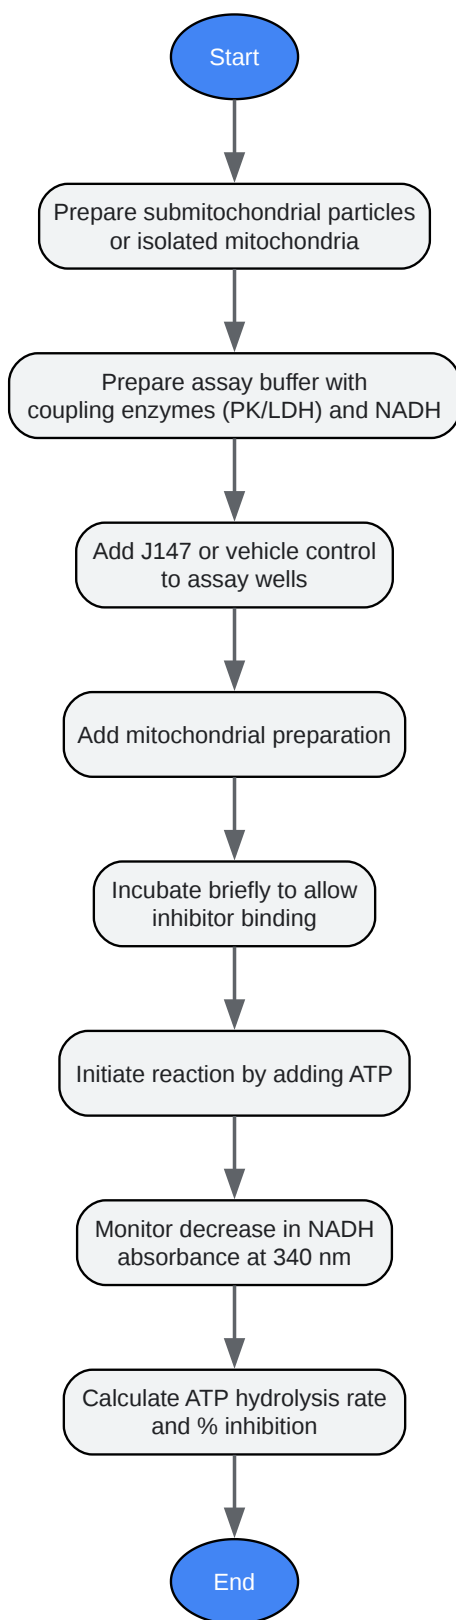 Start
Prepare submitochondrial particles
or isolated mitochondria
Prepare assay buffer with
coupling enzymes (PK/LDH) and NADH
Add J147 or vehicle control
to assay wells
Add mitochondrial preparation
Incubate briefly to allow
inhibitor binding
Initiate reaction by adding ATP
Monitor decrease in NADH
absorbance at 340 nm
Calculate ATP hydrolysis rate
and % inhibition
End